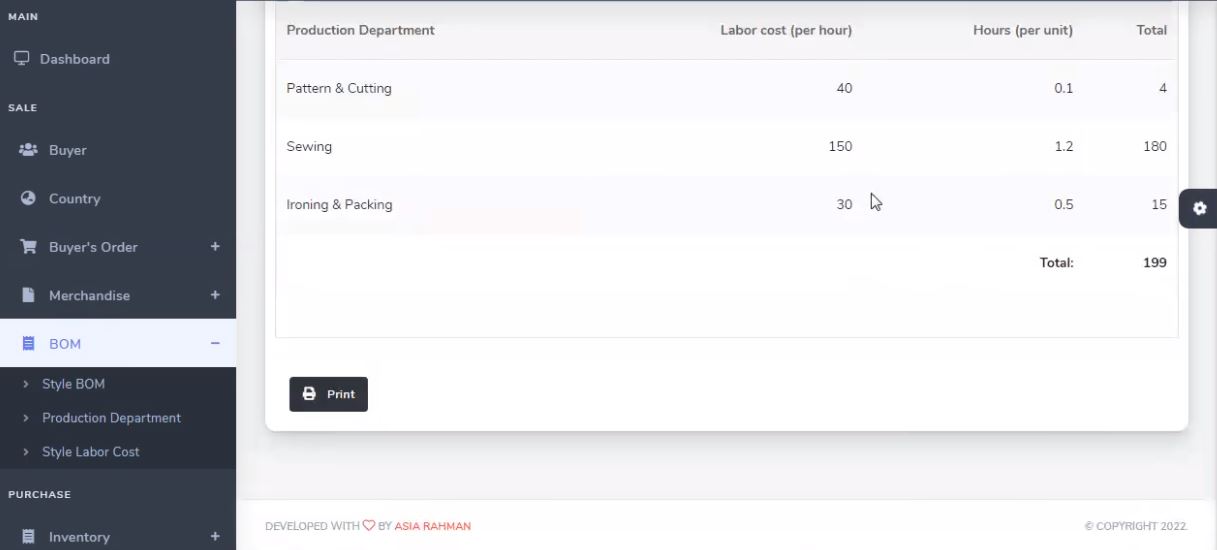 MAIN
Dashboard
SALE
Buyer
Country
Buyer's Order +
Merchandise +
BOM −
> Style BOM
> Production Department
> Style Labor Cost
PURCHASE
Inventory +
Production Department Labor cost (per hour) Hours (per unit) Total
Pattern & Cutting 40 0.1 4
Sewing 150 1.2 180
Ironing & Packing 30 0.5 15
Total: 199
Print
DEVELOPED WITH ♡ BY ASIA RAHMAN
© COPYRIGHT 2022.